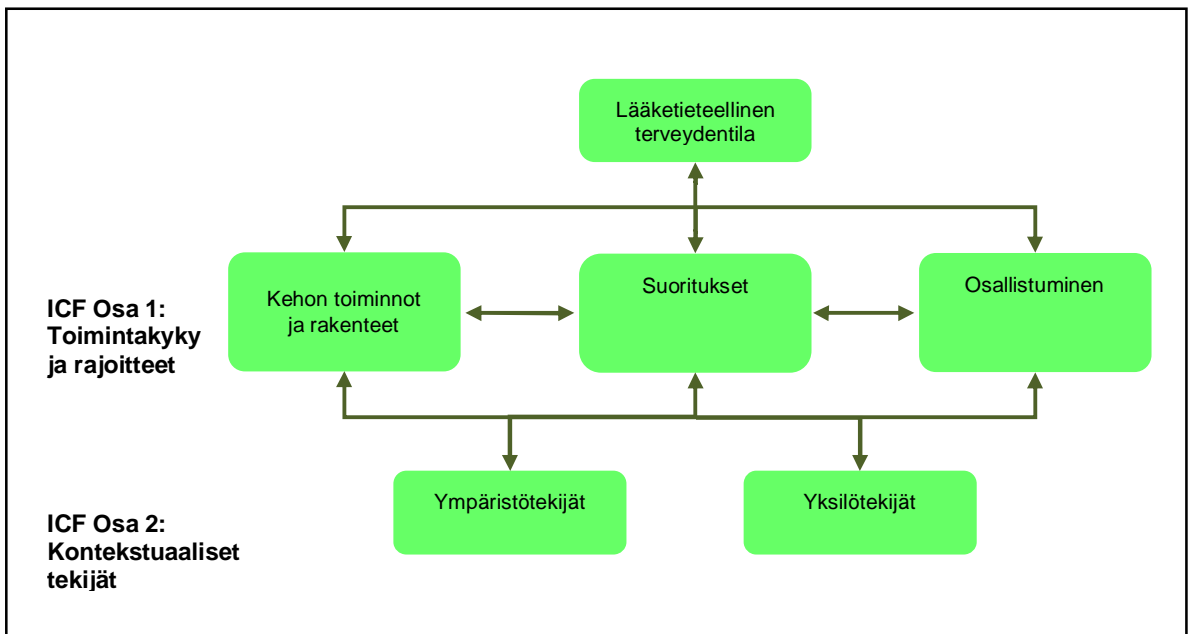 Lääketieteellinen
terveydentila
ICF Osa 1:
Toimintakyky
ja rajoitteet
Kehon toiminnot
ja rakenteet
Suoritukset
Osallistuminen
ICF Osa 2:
Kontekstuaaliset
tekijät
Ympäristötekijät
Yksilötekijät